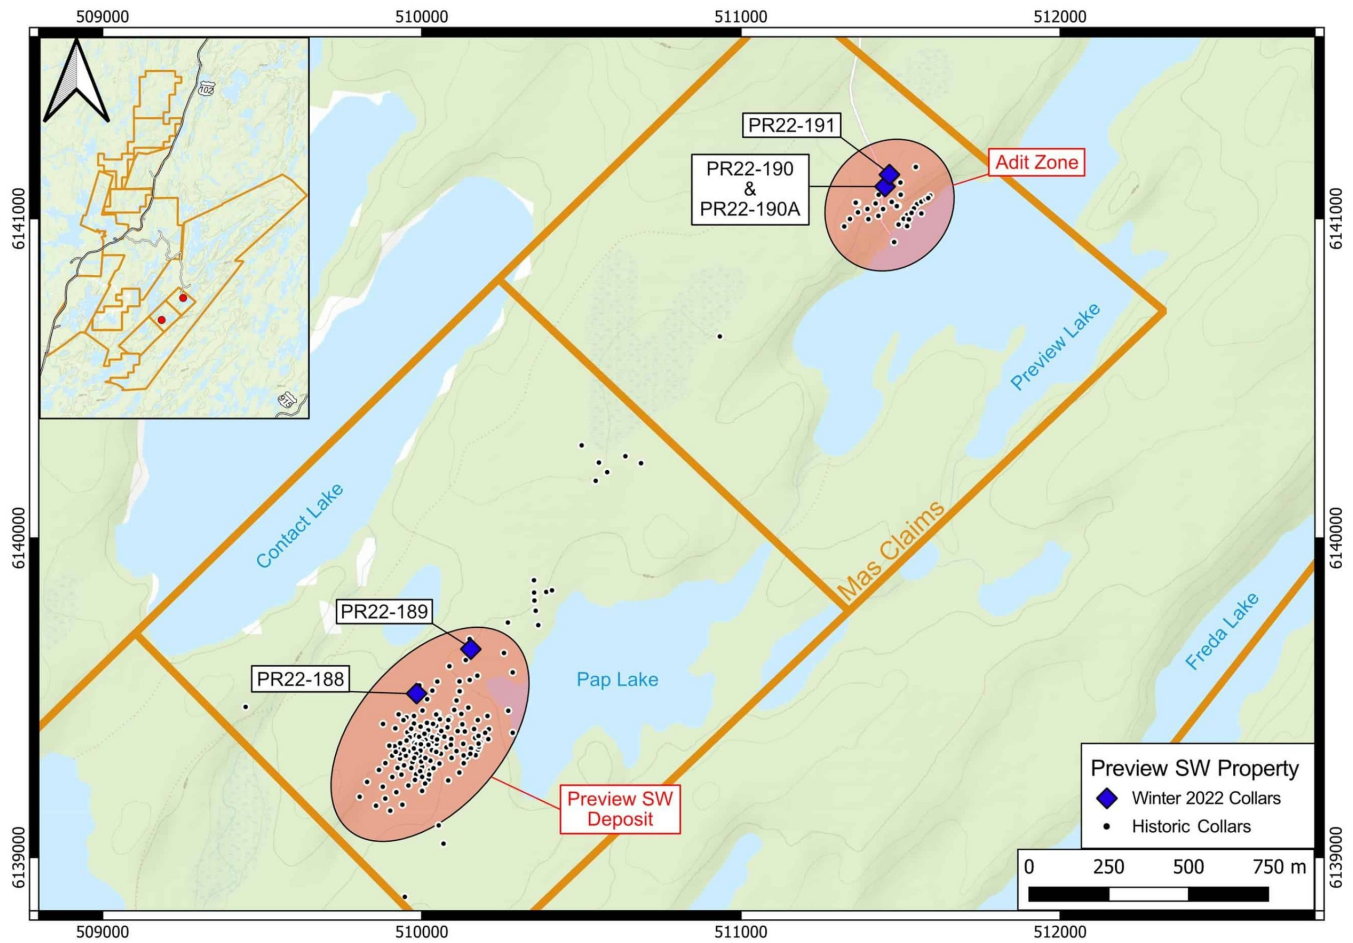 509000
510000
511000
512000
102
PR22-191
Adit Zone
PR22-190
&
PR22-190A
6141000
6141000
Preview Lake
Contact Lake
6140000
6140000
Mas Claims
Freda Lake
PR22-189
PR22-188
Pap Lake
Preview SW
Deposit
Preview SW Property
Winter 2022 Collars
Historic Collars
0 250 500 750 m
6139000
6139000
509000
510000
511000
512000